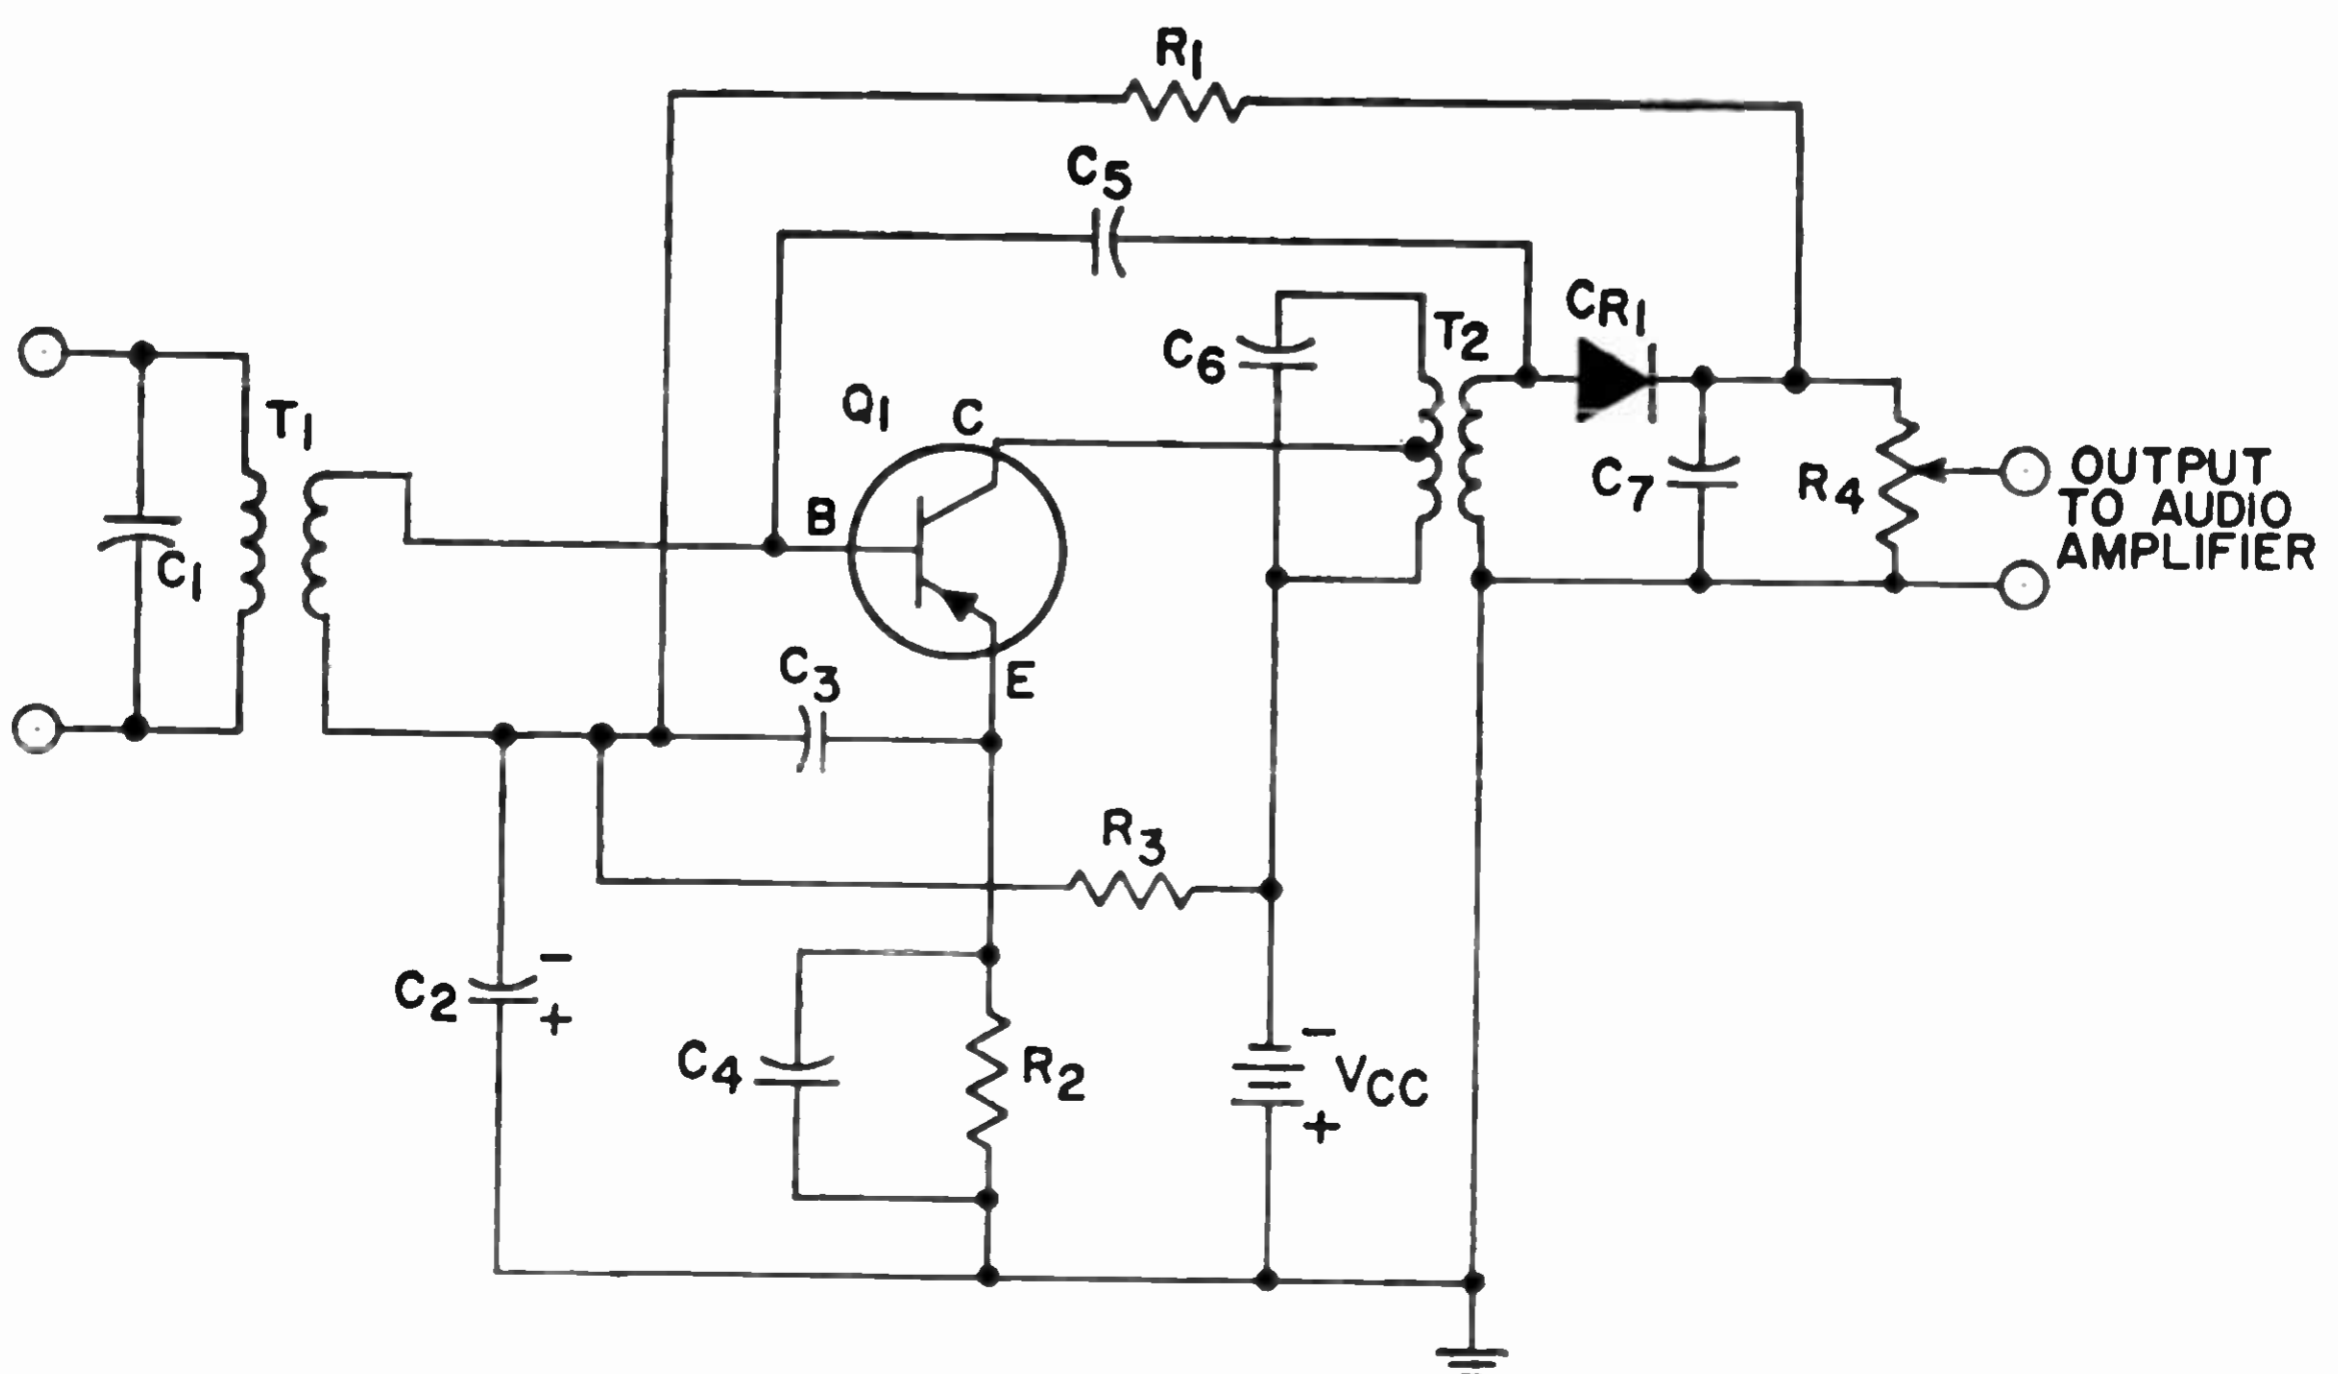 R1
C5
CR1
T2
C6
Q1
C
T1
B
C7
R4
OUTPUT
TO AUDIO
AMPLIFIER
C1
C3
E
R3
C2
−
+
C4
R2
−
VCC
+